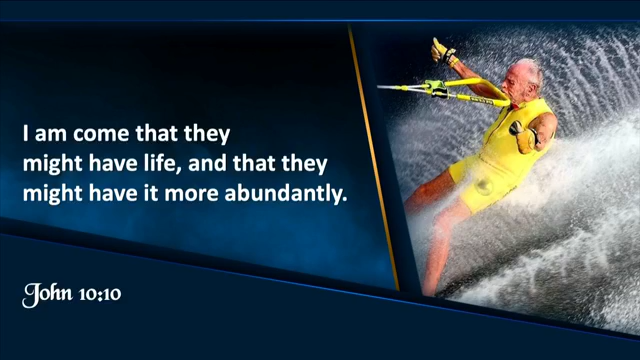 I am come that they
might have life, and that they
might have it more abundantly.
John 10:10